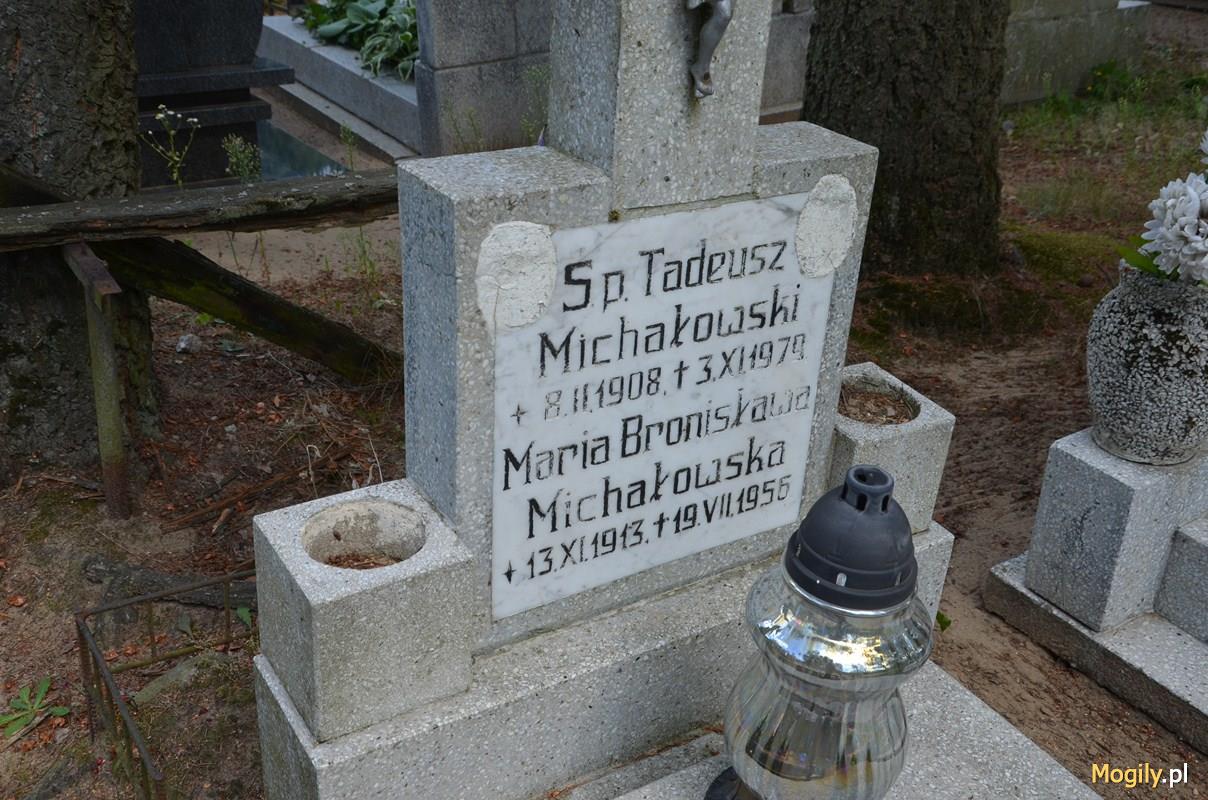 Sp. Tadeusz
Michałowski
✦ 8.II.1908, † 3.XI.1979
Maria Bronisława
Michałowska
✦ 13.XI.1913, † 19.VII.1956
Mogily.pl